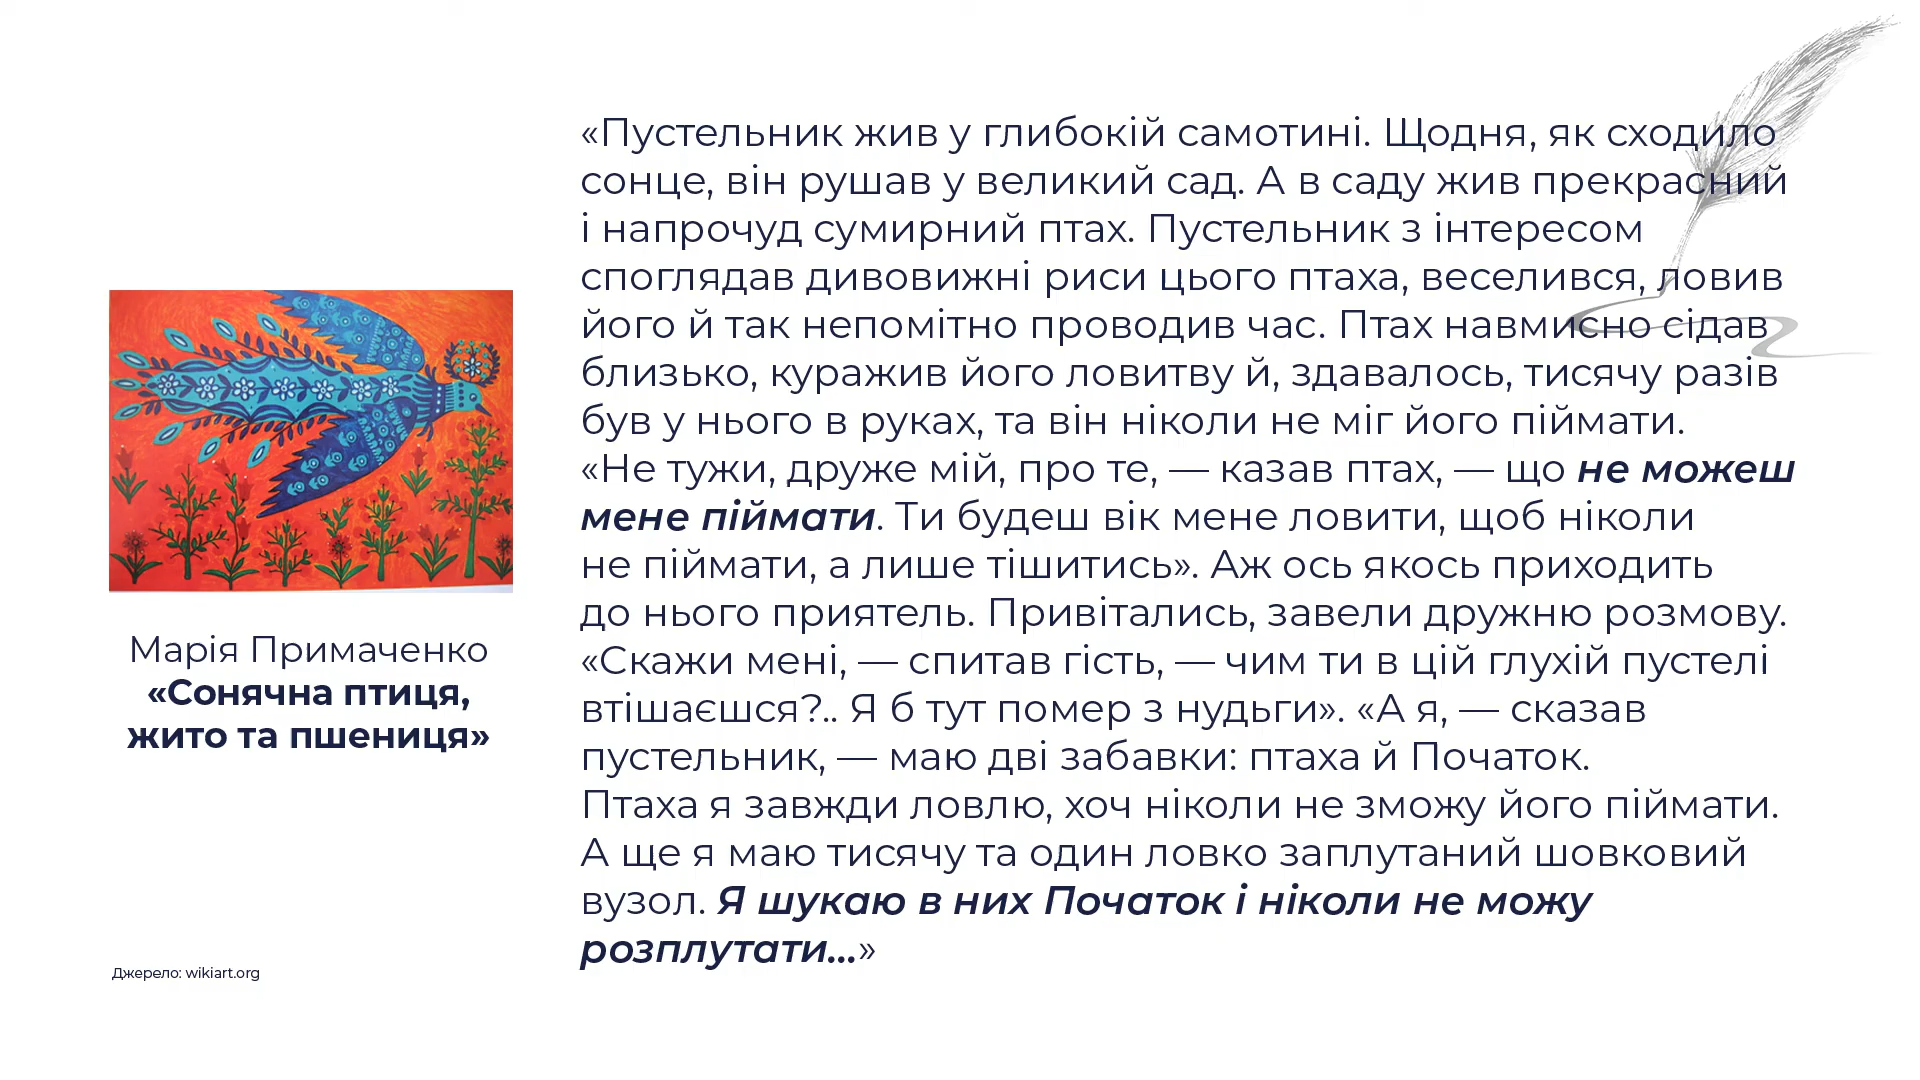 «Пустельник жив у глибокій самотині. Щодня, як сходило
сонце, він рушав у великий сад. А в саду жив прекрасний
і напрочуд сумирний птах. Пустельник з інтересом
споглядав дивовижні риси цього птаха, веселився, ловив
його й так непомітно проводив час. Птах навмисно сідав
близько, куражив його ловитву й, здавалось, тисячу разів
був у нього в руках, та він ніколи не міг його піймати.
«Не тужи, друже мій, про те, — казав птах, — що не можеш
мене піймати. Ти будеш вік мене ловити, щоб ніколи
не піймати, а лише тішитись». Аж ось якось приходить
до нього приятель. Привітались, завели дружню розмову.
«Скажи мені, — спитав гість, — чим ти в цій глухій пустелі
втішаєшся?.. Я б тут помер з нудьги». «А я, — сказав
пустельник, — маю дві забавки: птаха й Початок.
Птаха я завжди ловлю, хоч ніколи не зможу його піймати.
А ще я маю тисячу та один ловко заплутаний шовковий
вузол. Я шукаю в них Початок і ніколи не можу
розплутати...»
Марія Примаченко
«Сонячна птиця,
жито та пшениця»
Джерело: wikiart.org